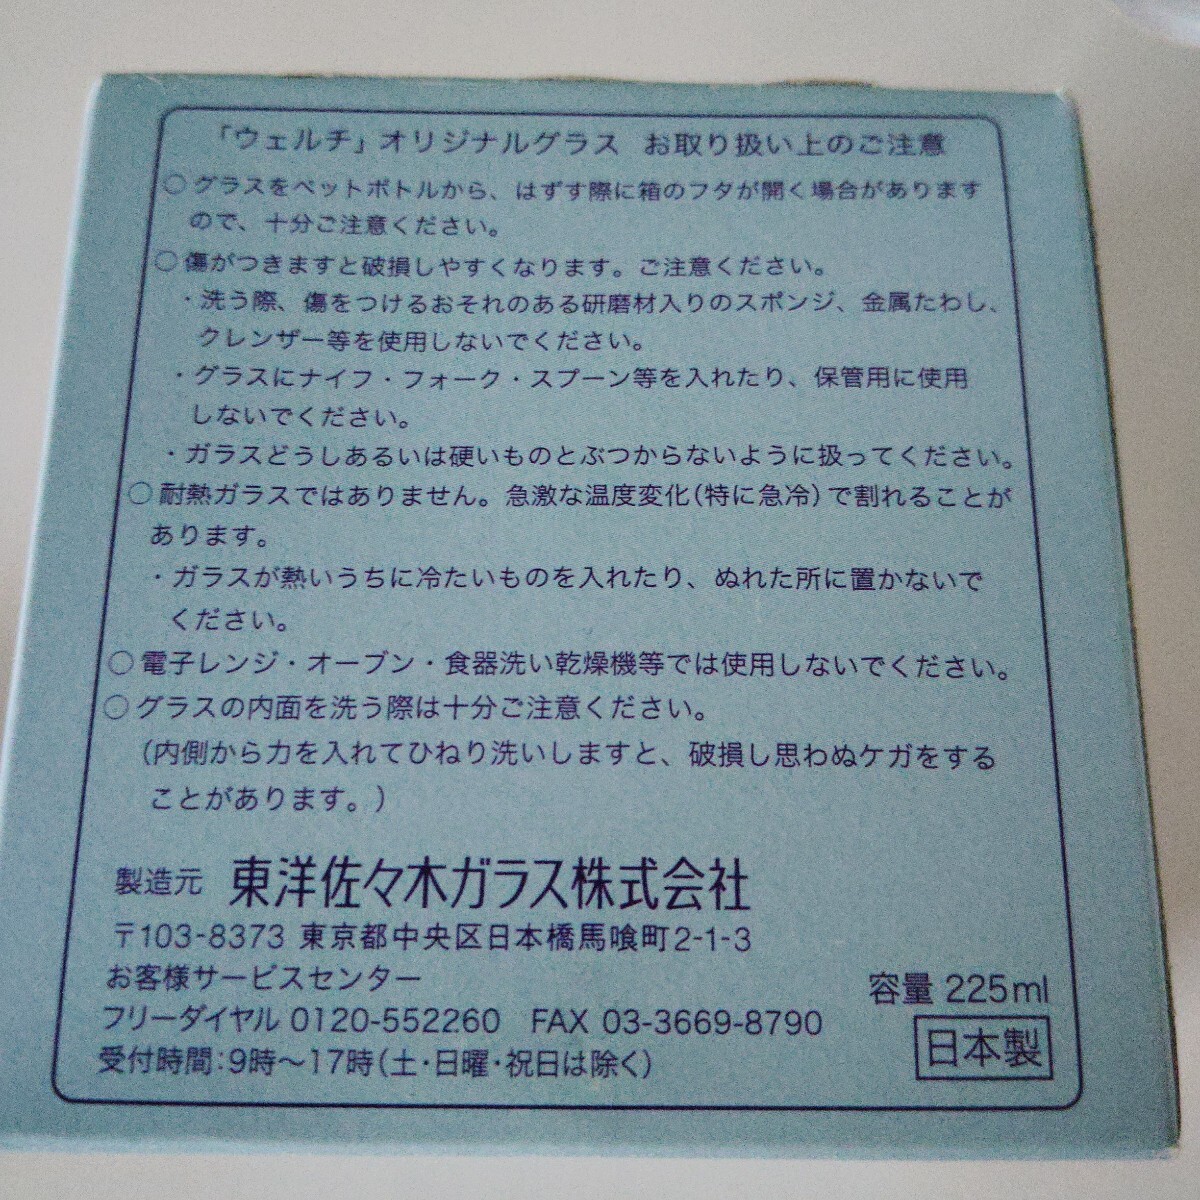 「ウェルチ」オリジナルグラス お取り扱い上のご注意
○グラスをペットボトルから、はずす際に箱のフタが開く場合があります
ので、十分ご注意ください。
○傷がつきますと破損しやすくなります。ご注意ください。
・洗う際、傷をつけるおそれのある研磨材入りのスポンジ、金属たわし、
クレンザー等を使用しないでください。
・グラスにナイフ・フォーク・スプーン等を入れたり、保管用に使用
しないでください。
・ガラスどうしあるいは硬いものとぶつからないように扱ってください。
○耐熱ガラスではありません。急激な温度変化(特に急冷)で割れることが
あります。
・ガラスが熱いうちに冷たいものを入れたり、ぬれた所に置かないで
ください。
○電子レンジ・オーブン・食器洗い乾燥機等では使用しないでください。
○グラスの内面を洗う際は十分ご注意ください。
(内側から力を入れてひねり洗いしますと、破損し思わぬケガをする
ことがあります。)
製造元 東洋佐々木ガラス株式会社
〒103-8373 東京都中央区日本橋馬喰町2-1-3
お客様サービスセンター
フリーダイヤル 0120-552260 FAX 03-3669-8790
受付時間:9時～17時(土・日曜・祝日は除く)
容量 225ml
日本製